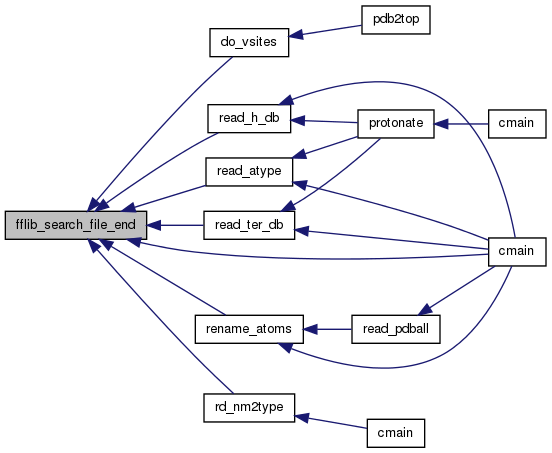 pdb2top
do_vsites
read_h_db
protonate
cmain
read_atype
fflib_search_file_end
read_ter_db
cmain
rename_atoms
read_pdball
rd_nm2type
cmain